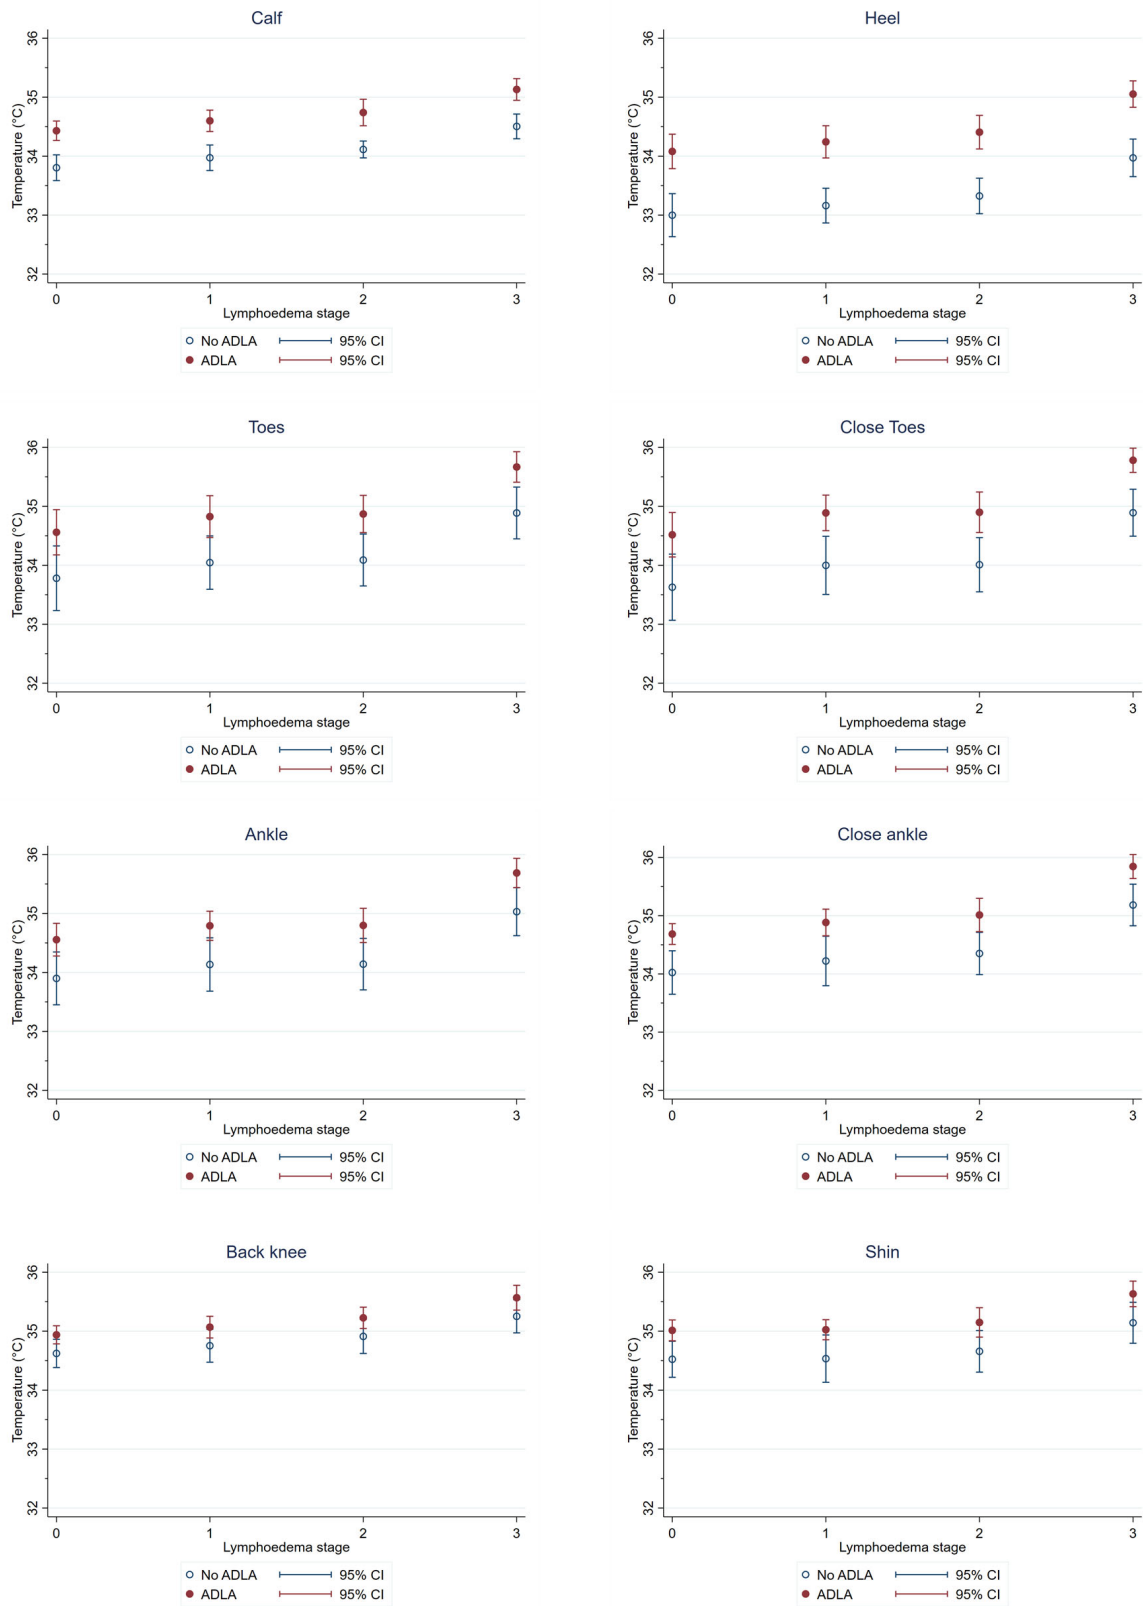 Calf
36
35
34
33
32
Temperature (°C)
0 1 2 3
Lymphoedema stage
No ADLA 95% CI
ADLA 95% CI
Heel
36
35
34
33
32
Temperature (°C)
0 1 2 3
Lymphoedema stage
No ADLA 95% CI
ADLA 95% CI
Toes
36
35
34
33
32
Temperature (°C)
0 1 2 3
Lymphoedema stage
No ADLA 95% CI
ADLA 95% CI
Close Toes
36
35
34
33
32
Temperature (°C)
0 1 2 3
Lymphoedema stage
No ADLA 95% CI
ADLA 95% CI
Ankle
36
35
34
33
32
Temperature (°C)
0 1 2 3
Lymphoedema stage
No ADLA 95% CI
ADLA 95% CI
Close ankle
36
35
34
33
32
Temperature (°C)
0 1 2 3
Lymphoedema stage
No ADLA 95% CI
ADLA 95% CI
Back knee
36
35
34
33
32
Temperature (°C)
0 1 2 3
Lymphoedema stage
No ADLA 95% CI
ADLA 95% CI
Shin
36
35
34
33
32
Temperature (°C)
0 1 2 3
Lymphoedema stage
No ADLA 95% CI
ADLA 95% CI